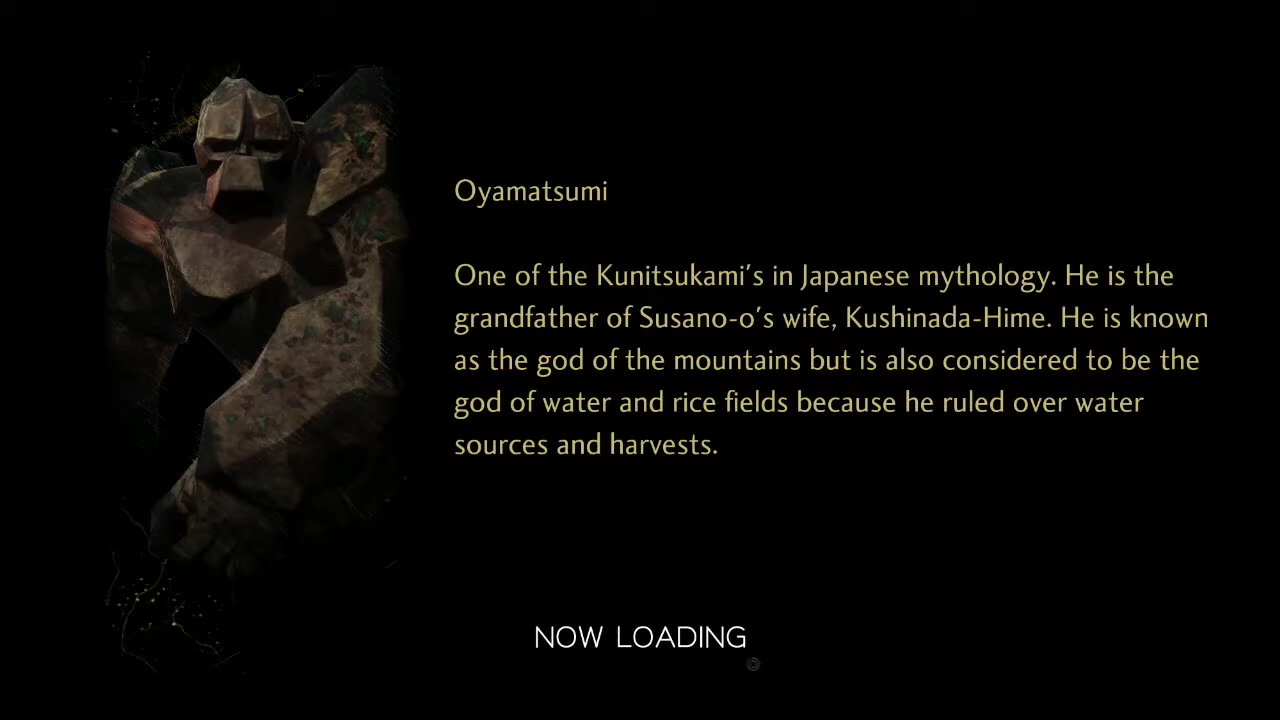 Oyamatsumi
One of the Kunitsukami's in Japanese mythology. He is the
grandfather of Susano-o's wife, Kushinada-Hime. He is known
as the god of the mountains but is also considered to be the
god of water and rice fields because he ruled over water
sources and harvests.
NOW LOADING